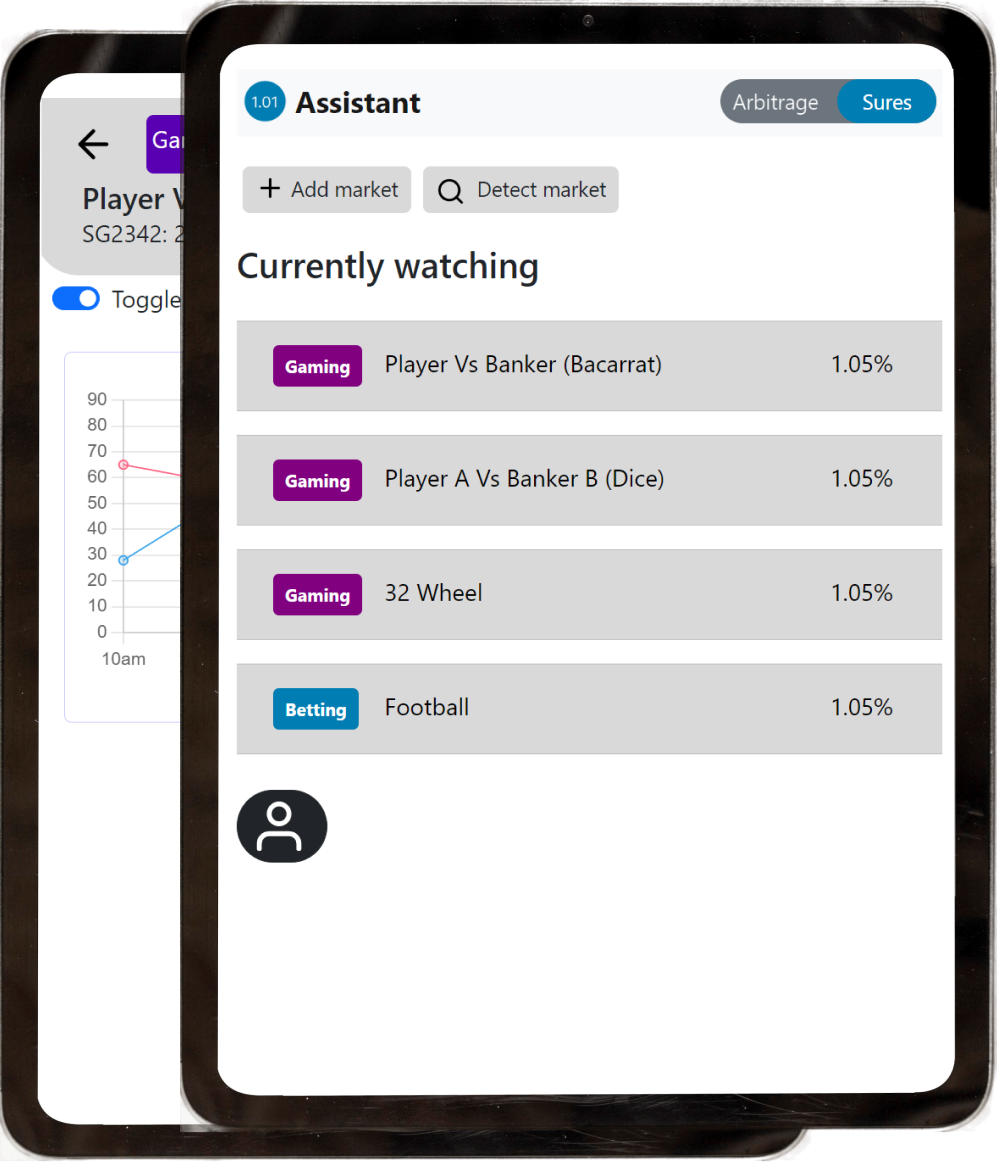 1.01 Assistant
Arbitrage Sures
Add market
Detect market
Currently watching
Gaming Player Vs Banker (Bacarrat) 1.05%
Gaming Player A Vs Banker B (Dice) 1.05%
Gaming 32 Wheel 1.05%
Betting Football 1.05%
Ga
Player V
SG2342: 2
Toggle
90
80
70
60
50
40
30
20
10
0
10am